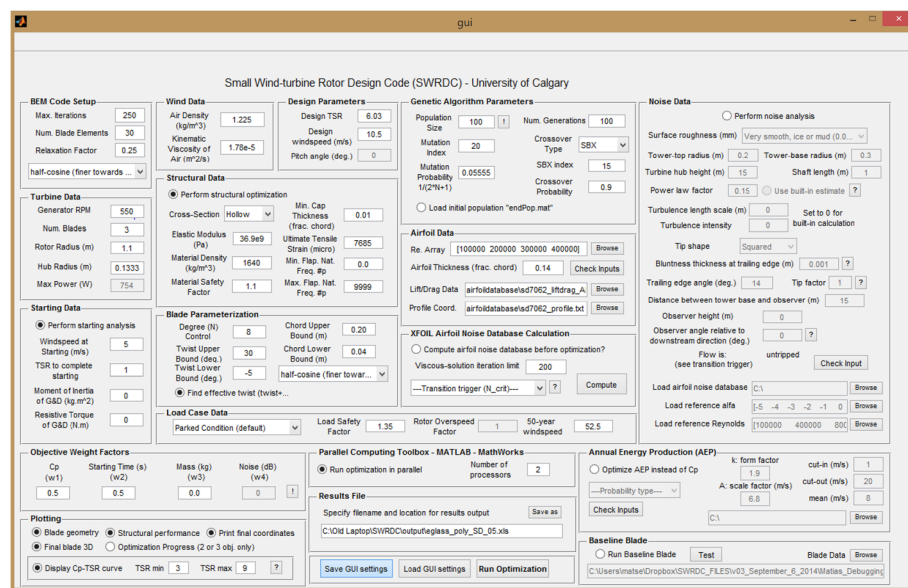 gui
Small Wind-turbine Rotor Design Code (SWRDC) - University of Calgary
BEM Code Setup
Max. Iterations 250
Num. Blade Elements 30
Relaxation Factor 0.25
half-cosine (finer towards ...
Turbine Data
Generator RPM 550
Num. Blades 3
Rotor Radius (m) 1.1
Hub Radius (m) 0.1333
Max Power (W) 754
Starting Data
Perform starting analysis
Windspeed at
Starting (m/s) 5
TSR to complete
starting 1
Moment of Inertia
of G&D (kg.m^2) 0
Resistive Torque
of G&D (N.m) 0
Wind Data
Air Density
(kg/m^3) 1.225
Kinematic
Viscosity of
Air (m^2/s) 1.78e-5
Design Parameters
Design TSR 6.03
Design
windspeed (m/s) 10.5
Pitch angle (deg.) 0
Structural Data
Perform structural optimization
Cross-Section Hollow
Elastic Modulus
(Pa) 36.9e9
Material Density
(kg/m^3) 1640
Material Safety
Factor 1.1
Min. Cap
Thickness
(frac. chord) 0.01
Ultimate Tensile
Strain (micro) 7685
Min. Flap. Nat.
Freq. #p 0.0
Max. Flap. Nat.
Freq. #p 9999
Blade Parameterization
Degree (N)
Control 8
Twist Upper
Bound (deg.) 30
Twist Lower
Bound (deg.) -5
Chord Upper
Bound (m) 0.20
Chord Lower
Bound (m) 0.04
half-cosine (finer towar...
Find effective twist (twist+...
Load Case Data
Parked Condition (default)
Load Safety
Factor 1.35
Rotor Overspeed
Factor 1
50-year
windspeed 52.5
Genetic Algorithm Parameters
Population
Size 100 !
Mutation
Index 20
Mutation
Probability
1/(2*N+1) 0.05555
Num. Generations 100
Crossover
Type SBX
SBX index 15
Crossover
Probability 0.9
Load initial population "endPop.mat"
Airfoil Data
Re. Array [100000 200000 300000 400000] Browse
Airfoil Thickness (frac. chord) 0.14 Check Inputs
Lift/Drag Data airfoildatabase\sd7062_liftdrag_A Browse
Profile Coord. airfoildatabase\sd7062_profile.txt Browse
XFOIL Airfoil Noise Database Calculation
Compute airfoil noise database before optimization?
Viscous-solution iteration limit 200
---Transition trigger (N_crit)--- ? Compute
Noise Data
Perform noise analysis
Surface roughness (mm) Very smooth, ice or mud (0.0...
Tower-top radius (m) 0.2 Tower-base radius (m) 0.3
Turbine hub height (m) 15 Shaft length (m) 1
Power law factor 0.15 Use built-in estimate ?
Turbulence length scale (m) 0
Turbulence intensity 0
Set to 0 for
built-in calculation
Tip shape Squared
Bluntness thickness at trailing edge (m) 0.001 ?
Trailing edge angle (deg.) 14 Tip factor 1 ?
Distance between tower base and observer (m) 15
Observer height (m) 0
Observer angle relative to
downstream direction (deg.) 0 ?
Flow is: untripped
(see transition trigger) Check Input
Load airfoil noise database C:\ Browse
Load reference alfa [-5 -4 -3 -2 -1 0 Browse
Load reference Reynolds [100000 400000 800 Browse
Objective Weight Factors
Cp
(w1) Starting Time (s)
(w2) Mass (kg)
(w3) Noise (dB)
(w4)
0.5 0.5 0.0 0 !
Plotting
Blade geometry Structural performance Print final coordinates
Final blade 3D Optimization Progress (2 or 3 obj. only)
Display Cp-TSR curve TSR min 3 TSR max 9 ?
Parallel Computing Toolbox - MATLAB - MathWorks
Run optimization in parallel Number of
processors 2
Results File
Specify filename and location for results output Save as
C:\Old Laptop\SWRDC\output\eglass_poly_SD_05.xls
Save GUI settings Load GUI settings Run Optimization
Annual Energy Production (AEP)
Optimize AEP instead of Cp
---Probability type---
Check Inputs
k: form factor
1.9
A: scale factor (m/s)
6.8
cut-in (m/s) 1
cut-out (m/s) 20
mean (m/s) 8
C:\ Browse
Baseline Blade
Run Baseline Blade Test Blade Data Browse
C:\Users\matse\Dropbox\SWRDC_FILES\v03_September_6_2014\Matias_Debugging